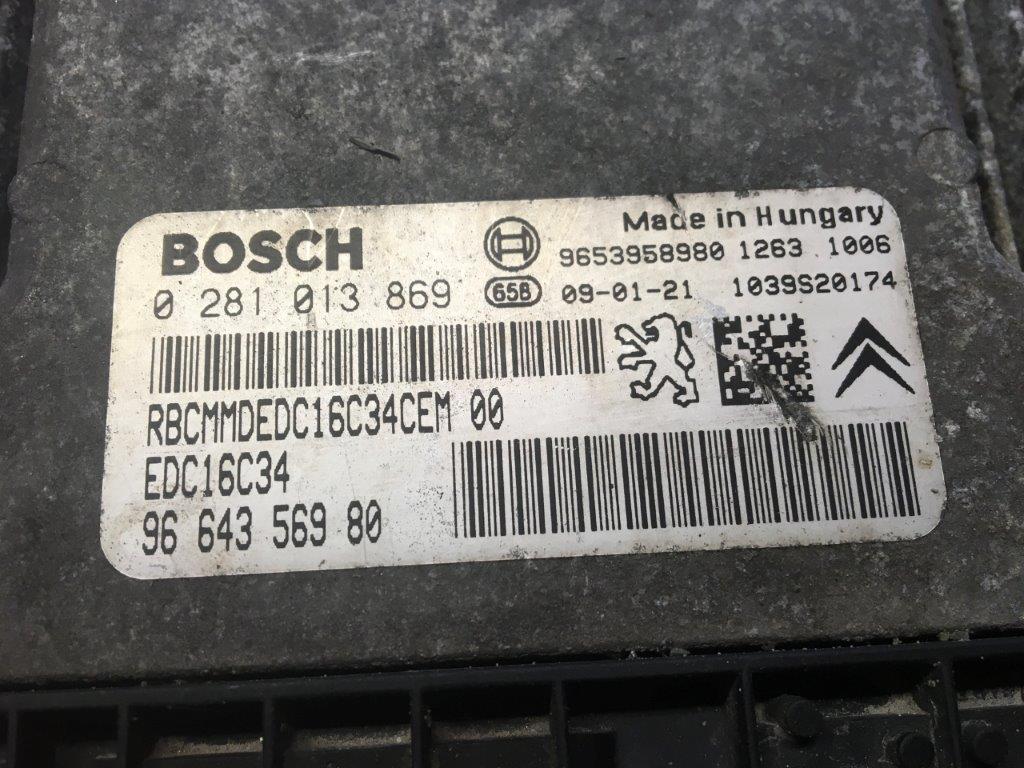 BOSCH
Made in Hungary
9653958980 1263 1006
0 281 013 869
658 09-01-21 1039S20174
RBCMMDEDC16C34CEM 00
EDC16C34
96 643 569 80